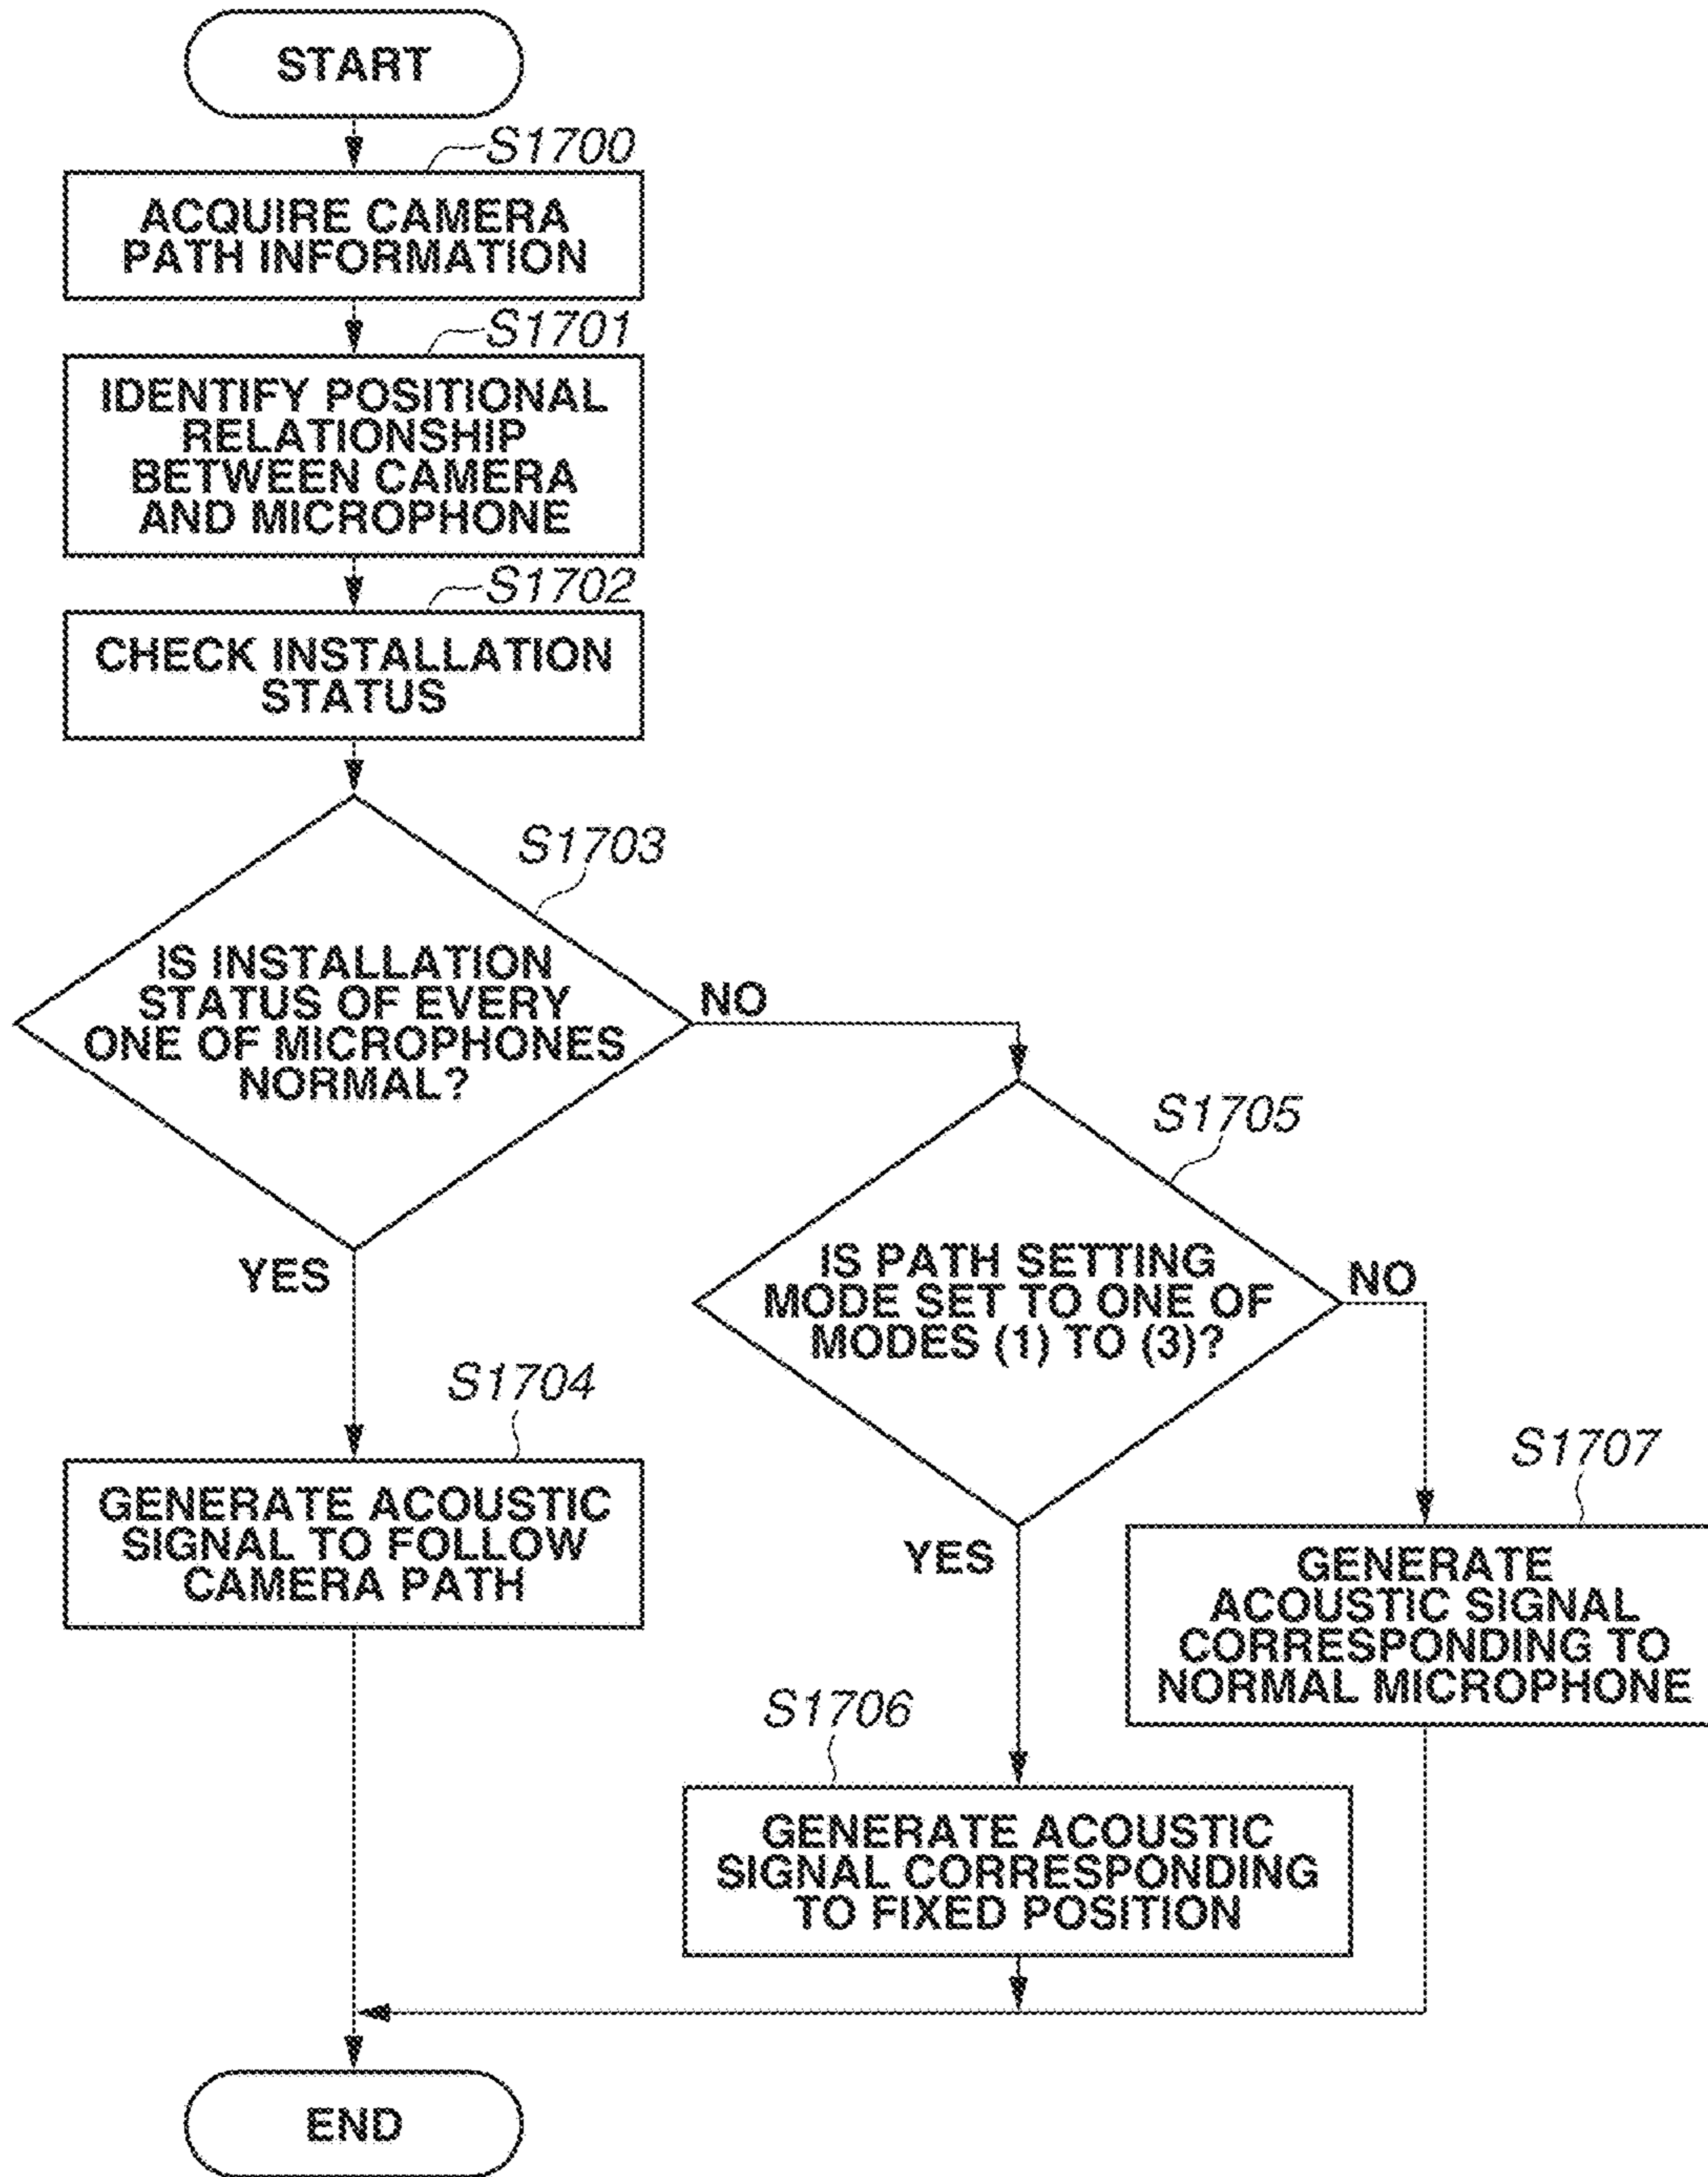 START
S1700
ACQUIRE CAMERA
PATH INFORMATION
S1701
IDENTIFY POSITIONAL
RELATIONSHIP
BETWEEN CAMERA
AND MICROPHONE
S1702
CHECK INSTALLATION
STATUS
S1703
IS INSTALLATION
STATUS OF EVERY
ONE OF MICROPHONES
NORMAL?
NO
YES
S1705
IS PATH SETTING
MODE SET TO ONE OF
MODES (1) TO (3)?
NO
YES
S1704
GENERATE ACOUSTIC
SIGNAL TO FOLLOW
CAMERA PATH
S1707
GENERATE
ACOUSTIC SIGNAL
CORRESPONDING TO
NORMAL MICROPHONE
S1706
GENERATE ACOUSTIC
SIGNAL CORRESPONDING
TO FIXED POSITION
END